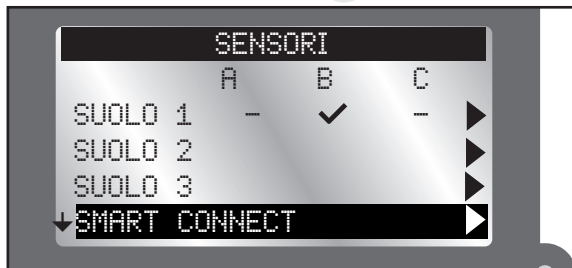 SENSORI
A B C
SUOLO 1 - ✓ -
SUOLO 2
SUOLO 3
SMART CONNECT